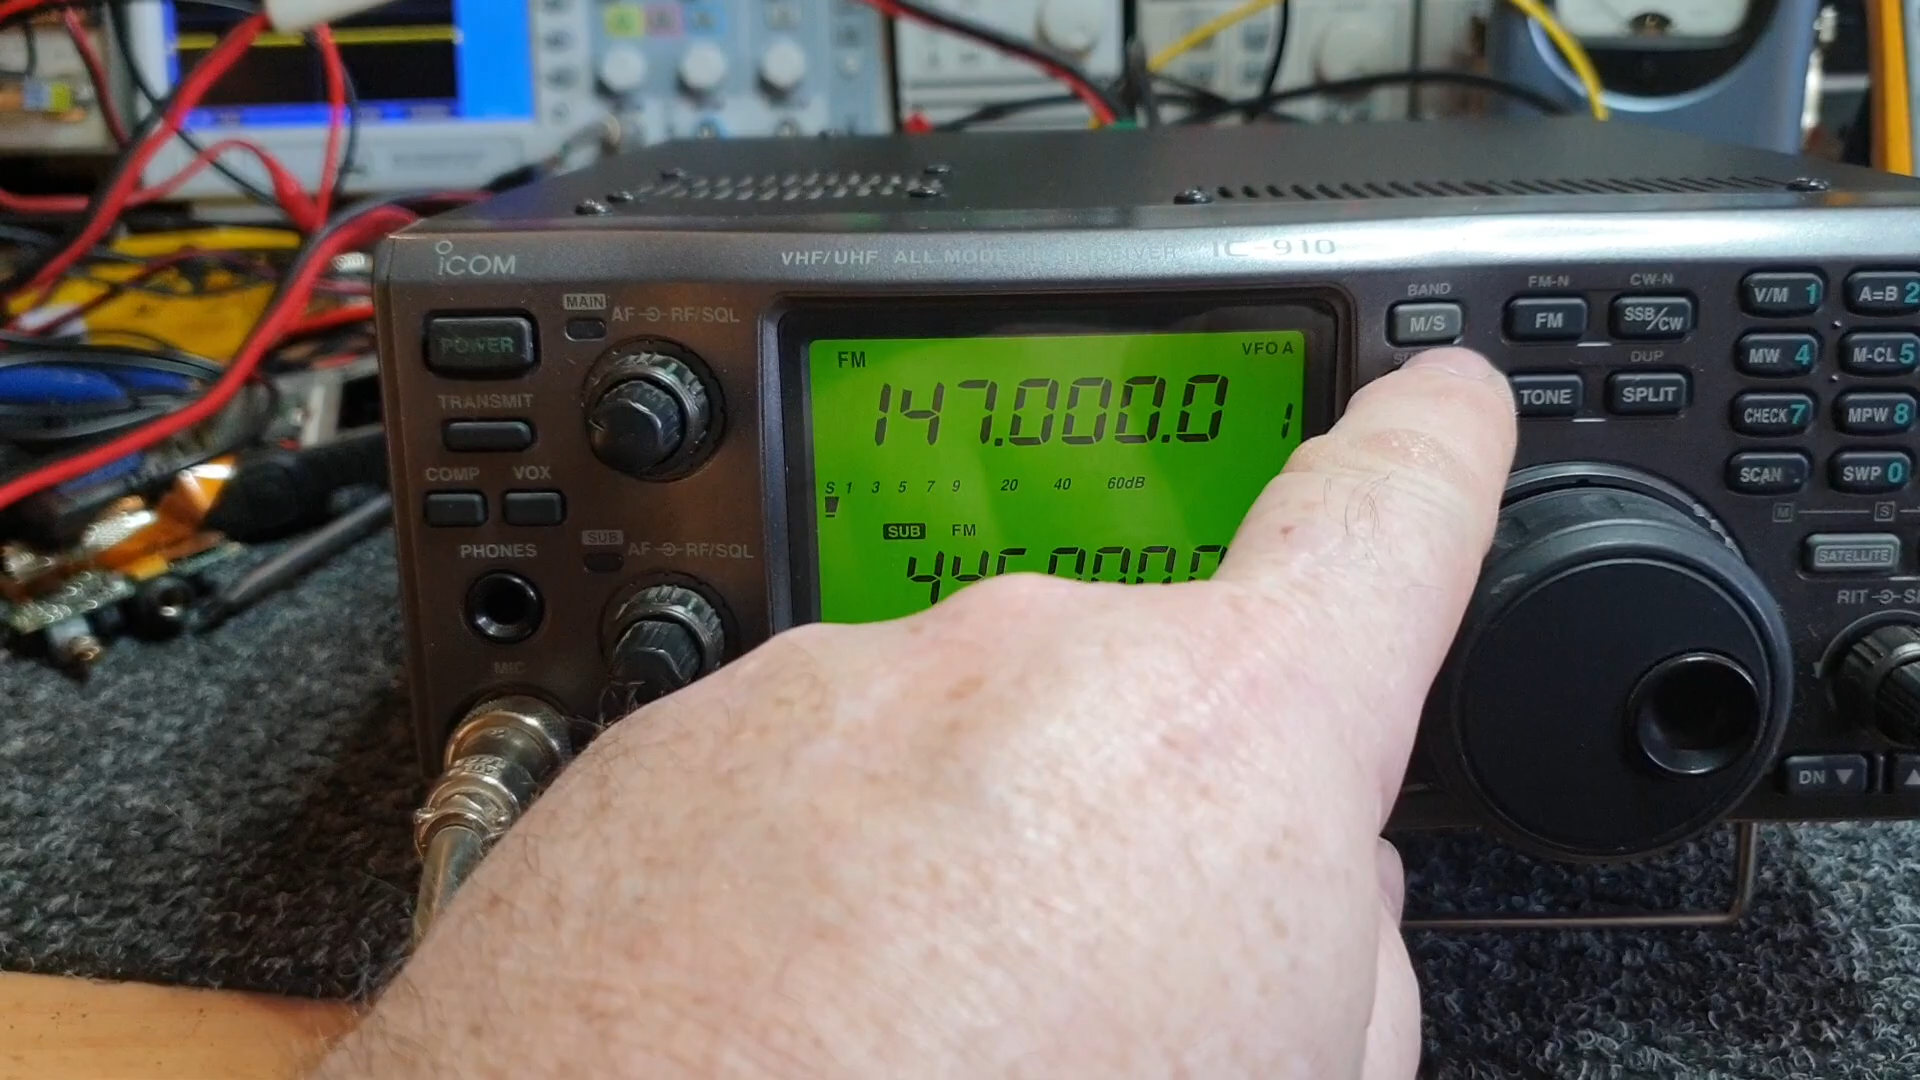 iCOM
VHF/UHF ALL MODE IC-910
POWER
MAIN
AF RF/SQL
TRANSMIT
COMP VOX
PHONES
MIC
SUB
AF RF/SQL
FM VFO A
147.000.0 1
S 1 3 5 7 9 20 40 60dB
SUB FM
BAND
M/S
FM-N
FM
CW-N
SSB/CW
TONE
DUP
SPLIT
V/M 1
A=B 2
MW 4
M-CL 5
CHECK 7
MPW 8
SCAN .
SWP 0
M S
SATELLITE
RIT
DN ▼
▲